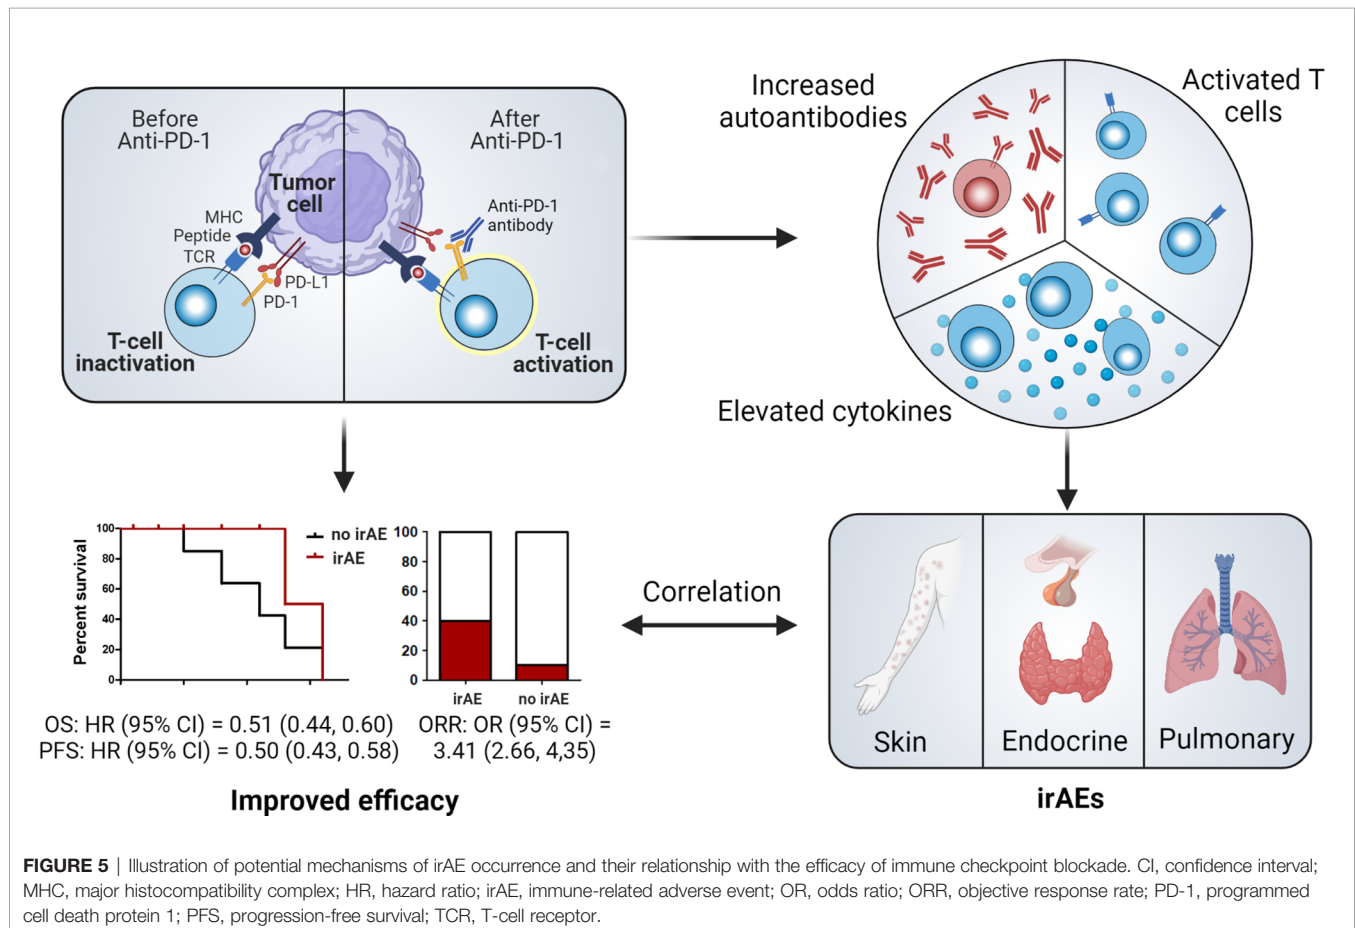 Before
Anti-PD-1
After
Anti-PD-1
Tumor
cell
MHC
Peptide
TCR
PD-L1
PD-1
Anti-PD-1
antibody
T-cell
inactivation
T-cell
activation
Increased
autoantibodies
Activated T
cells
Elevated cytokines
Percent survival
100
80
60
40
20
0
no irAE
irAE
100
80
60
40
20
0
irAE
no irAE
OS: HR (95% CI) = 0.51 (0.44, 0.60)
PFS: HR (95% CI) = 0.50 (0.43, 0.58)
ORR: OR (95% CI) =
3.41 (2.66, 4,35)
Improved efficacy
Correlation
Skin
Endocrine
Pulmonary
irAEs
FIGURE 5 | Illustration of potential mechanisms of irAE occurrence and their relationship with the efficacy of immune checkpoint blockade. CI, confidence interval;
MHC, major histocompatibility complex; HR, hazard ratio; irAE, immune-related adverse event; OR, odds ratio; ORR, objective response rate; PD-1, programmed
cell death protein 1; PFS, progression-free survival; TCR, T-cell receptor.